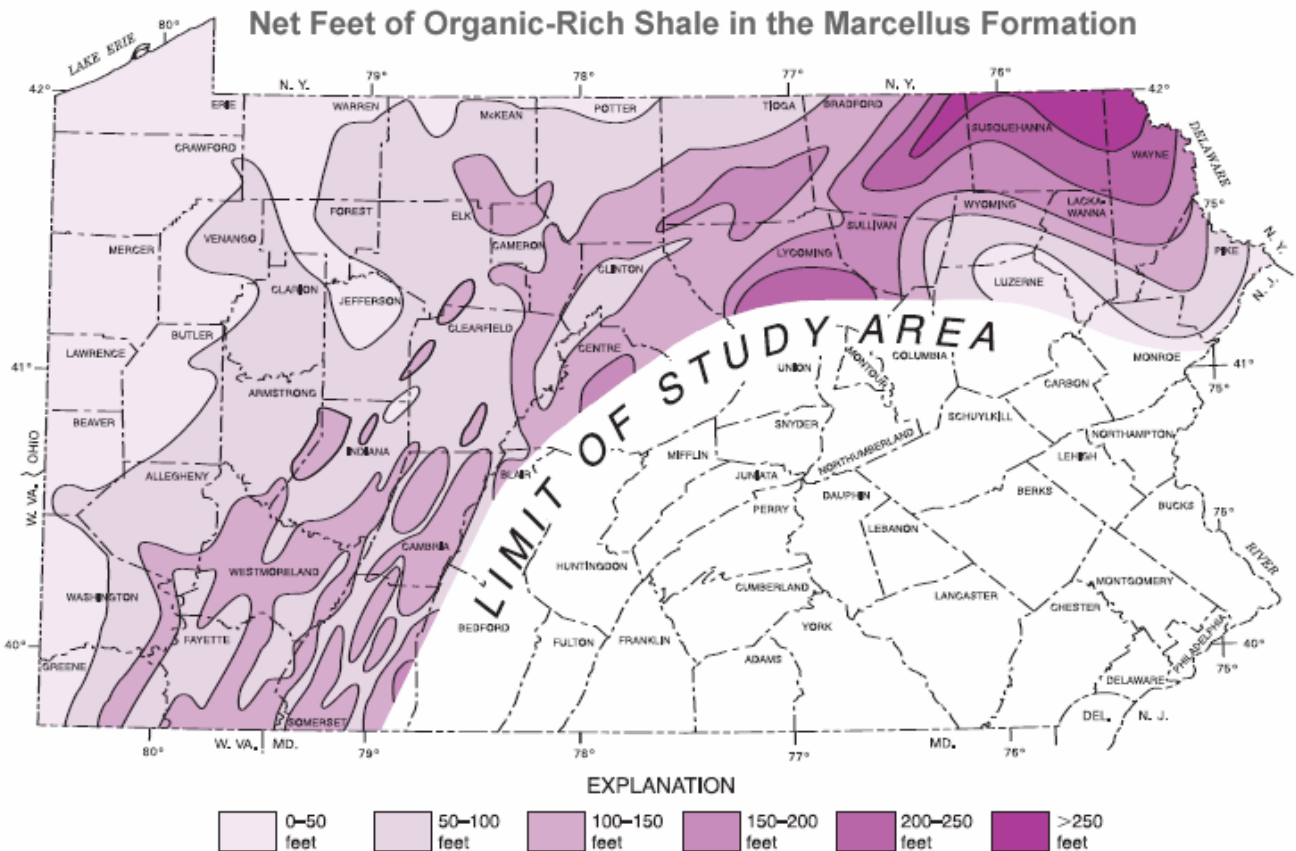 Net Feet of Organic-Rich Shale in the Marcellus Formation
80°
LAKE ERIE
42°
ERIE
N. Y.
79°
WARREN
McKEAN
78°
POTTER
TIOGA
77°
BRADFORD
N. Y.
76°
SUSQUEHANNA
42°
DELAWARE
CRAWFORD
WAYNE
FOREST
ELK
WYOMING
LACKA-
WANNA
75°
MERCER
VENANGO
CAMERON
SULLIVAN
LYCOMING
PIKE
N. Y.
N. J.
CLINTON
CLARION
JEFFERSON
LUZERNE
BUTLER
CLEARFIELD
CENTRE
LAWRENCE
41°
UNION
MONTOUR
COLUMBIA
MONROE
41°
75°
ARMSTRONG
CARBON
BEAVER
SNYDER
SCHUYLKILL
LIMIT OF STUDY AREA
INDIANA
MIFFLIN
NORTHUMBERLAND
NORTHAMPTON
LEHIGH
OHIO
W. VA.
ALLEGHENY
BLAIR
JUNIATA
DAUPHIN
BERKS
BUCKS
75°
PERRY
LEBANON
CAMBRIA
HUNTINGDON
RIVER
WESTMORELAND
CUMBERLAND
MONTGOMERY
WASHINGTON
LANCASTER
CHESTER
BEDFORD
FULTON
FRANKLIN
YORK
PHILADELPHIA
40°
FAYETTE
40°
75°
GREENE
ADAMS
DELAWARE
SOMERSET
DEL.
N. J.
80°
W. VA.
MD.
79°
78°
77°
MD.
76°
EXPLANATION
0–50
feet
50–100
feet
100–150
feet
150–200
feet
200–250
feet
>250
feet